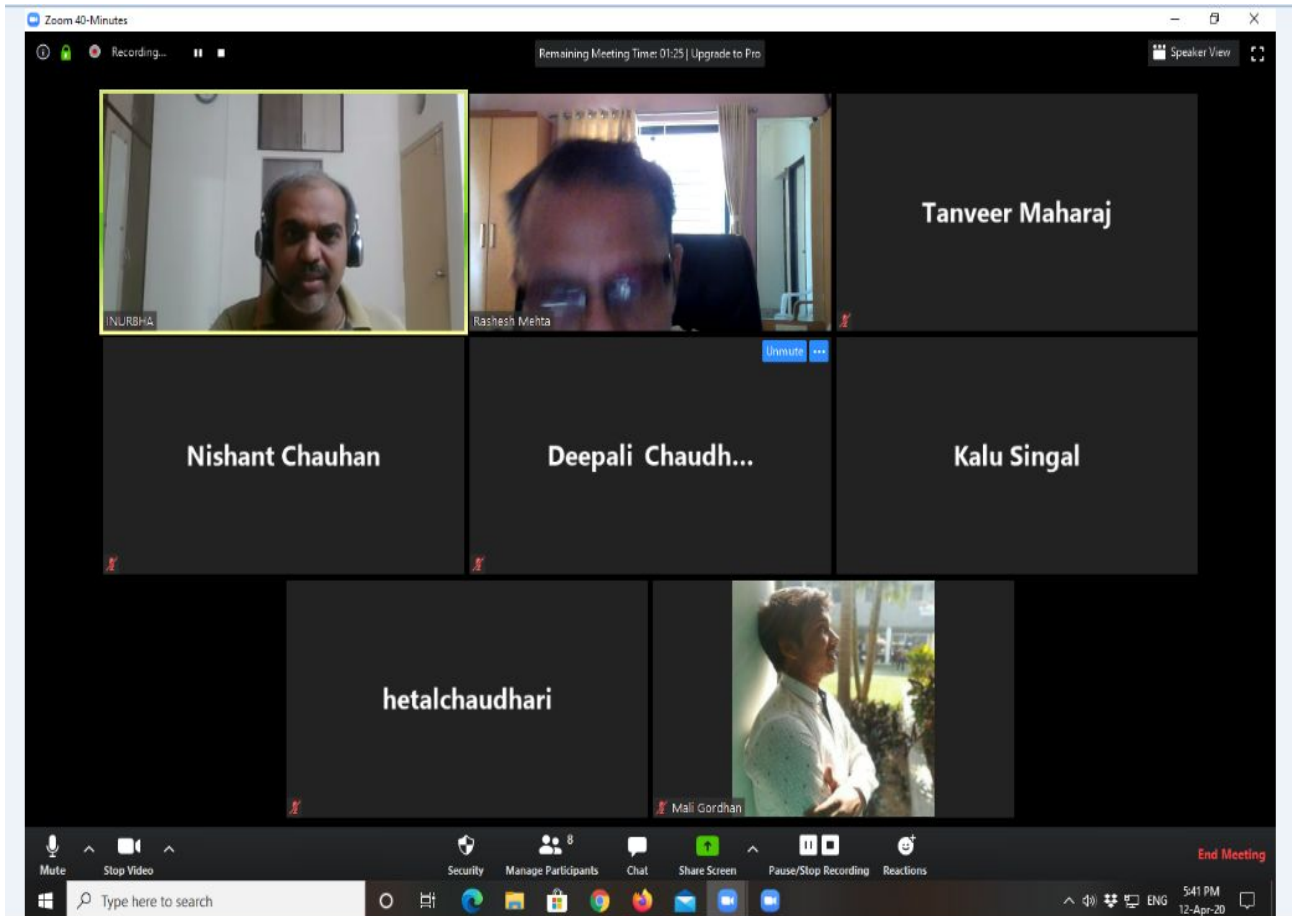 Zoom 40-Minutes
Recording...
Remaining Meeting Time: 01:25 | Upgrade to Pro
Speaker View
INURBHA
Rashesh Mehta
Tanveer Maharaj
Unmute
Nishant Chauhan
Deepali Chaudh...
Kalu Singal
hetalchaudhari
Mali Gordhan
Mute
Stop Video
Security
Manage Participants
8
Chat
Share Screen
Pause/Stop Recording
Reactions
End Meeting
Type here to search
ENG
5:41 PM
12-Apr-20